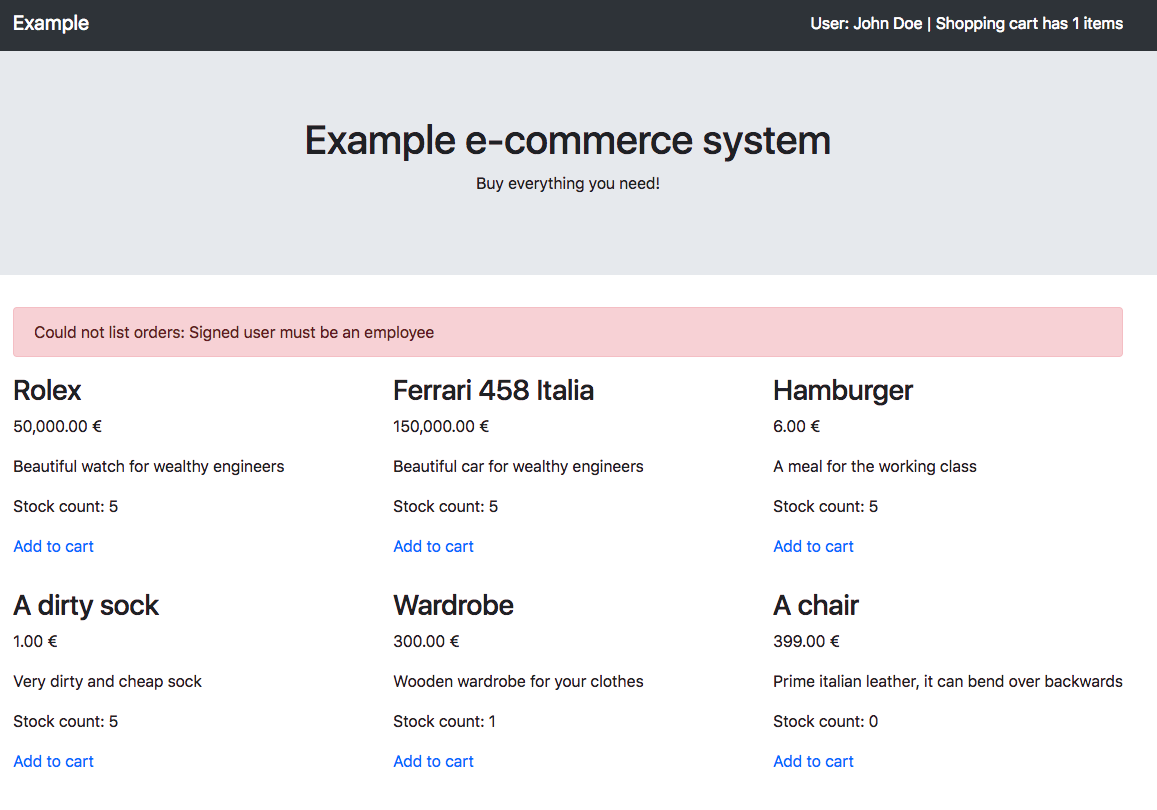 Example
User: John Doe | Shopping cart has 1 items
Example e-commerce system
Buy everything you need!
Could not list orders: Signed user must be an employee
Rolex
50,000.00 €
Beautiful watch for wealthy engineers
Stock count: 5
Add to cart
Ferrari 458 Italia
150,000.00 €
Beautiful car for wealthy engineers
Stock count: 5
Add to cart
Hamburger
6.00 €
A meal for the working class
Stock count: 5
Add to cart
A dirty sock
1.00 €
Very dirty and cheap sock
Stock count: 5
Add to cart
Wardrobe
300.00 €
Wooden wardrobe for your clothes
Stock count: 1
Add to cart
A chair
399.00 €
Prime italian leather, it can bend over backwards
Stock count: 0
Add to cart